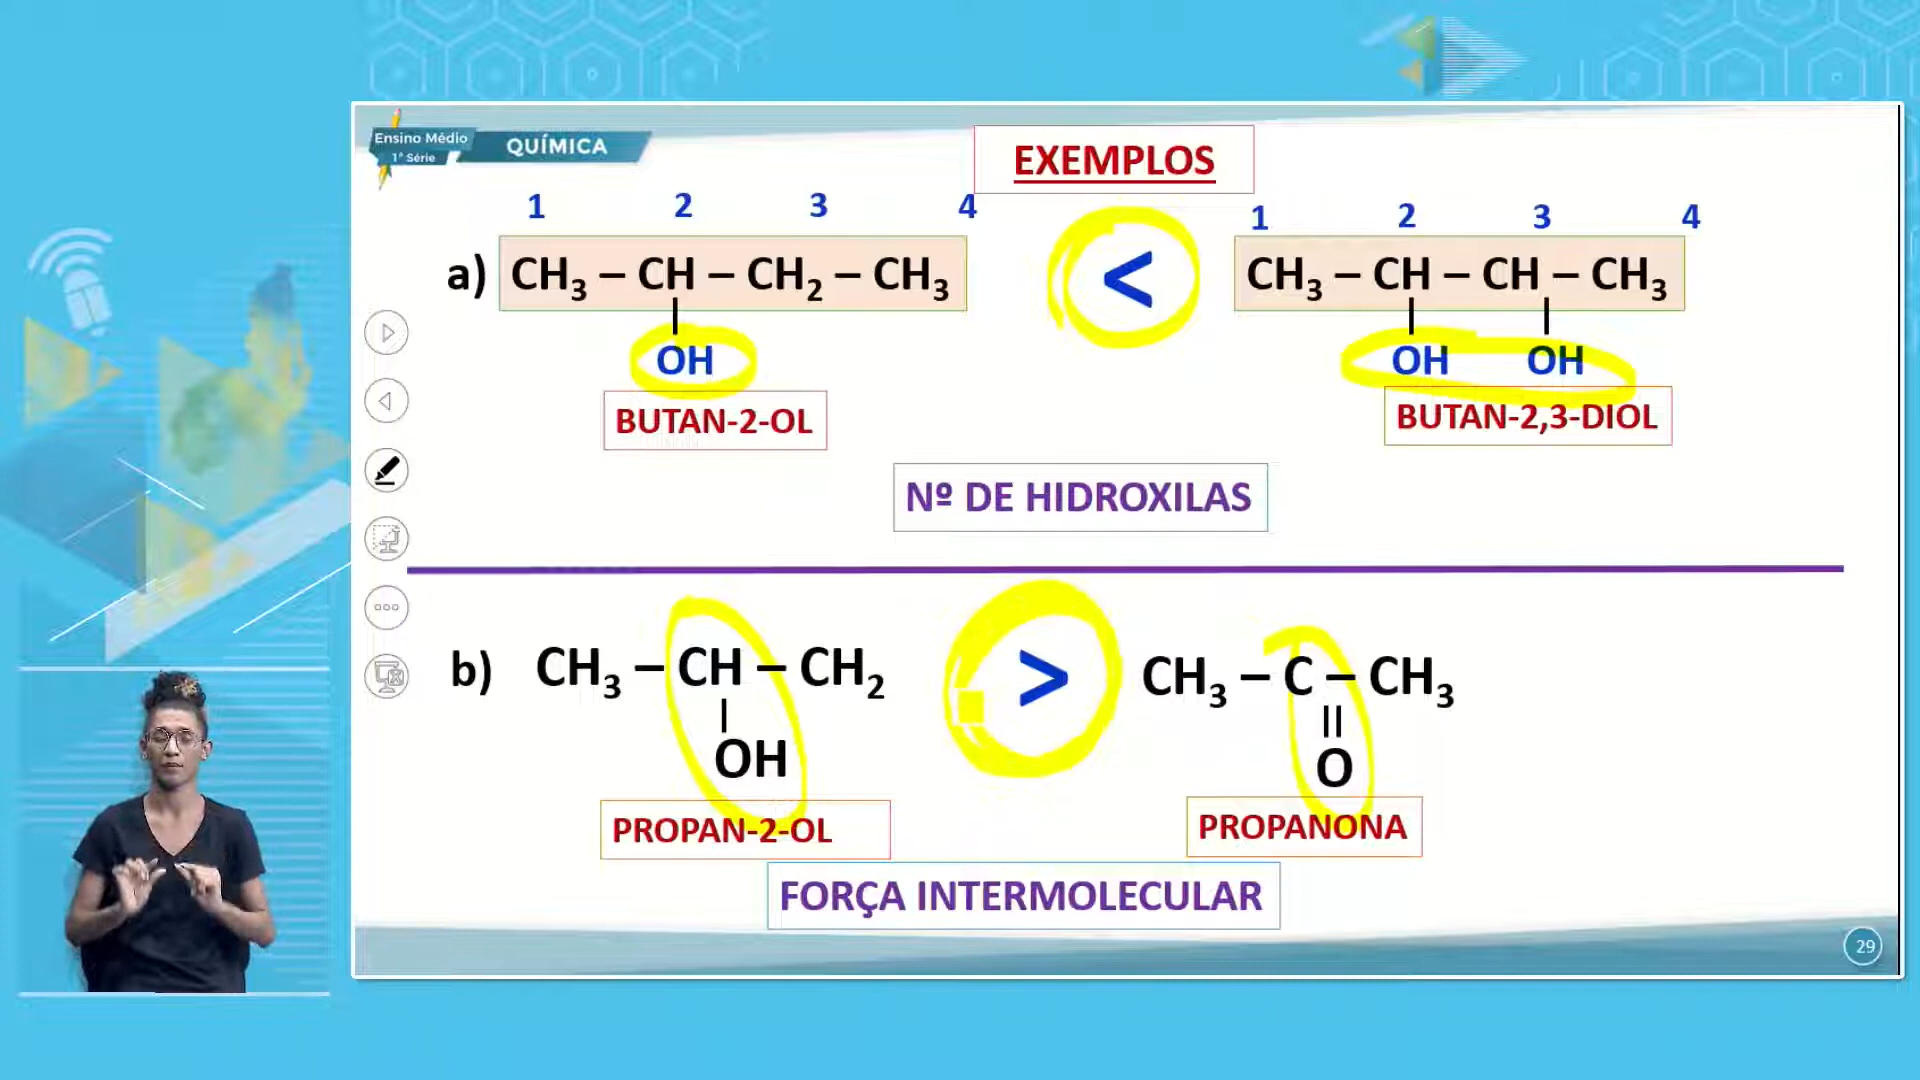 Ensino Médio
1ª Série
QUÍMICA
EXEMPLOS
1 2 3 4
1 2 3 4
a) CH₃ – CH – CH₂ – CH₃ < CH₃ – CH – CH – CH₃
OH
OH OH
BUTAN-2-OL
BUTAN-2,3-DIOL
Nº DE HIDROXILAS
b) CH₃ – CH – CH₂ > CH₃ – C – CH₃
OH
O
PROPAN-2-OL
PROPANONA
FORÇA INTERMOLECULAR
29